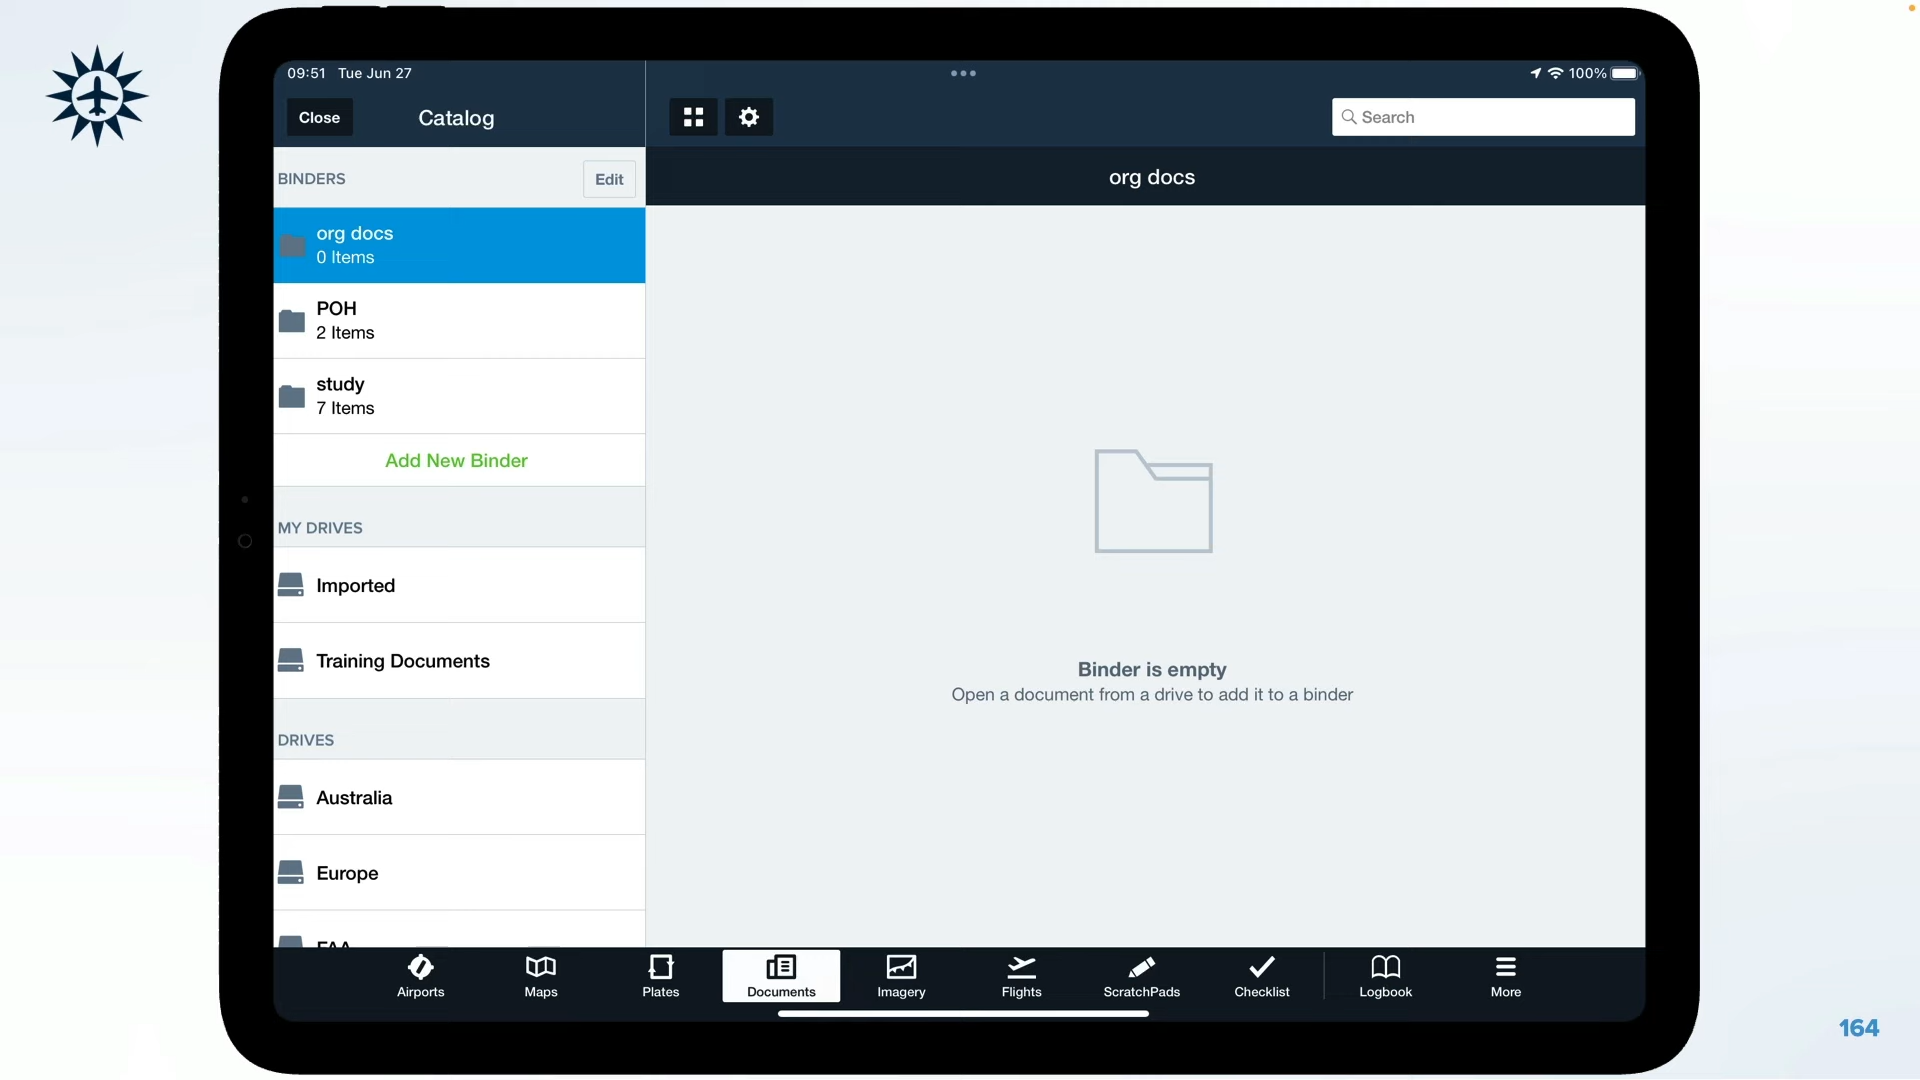 09:51 Tue Jun 27
100%
Close
Catalog
Search
BINDERS
Edit
org docs
org docs
0 Items
POH
2 Items
study
7 Items
Add New Binder
MY DRIVES
Imported
Training Documents
DRIVES
Australia
Europe
FAA
Binder is empty
Open a document from a drive to add it to a binder
Airports
Maps
Plates
Documents
Imagery
Flights
ScratchPads
Checklist
Logbook
More
164